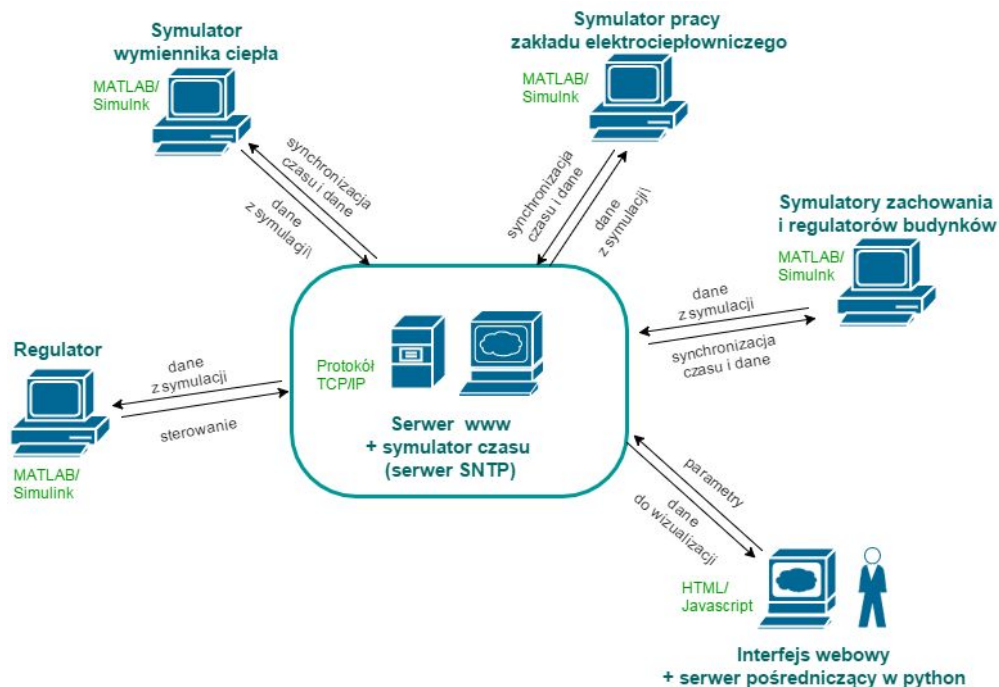 Symulator
wymiennika ciepła
MATLAB/
Simulnk
Symulator pracy
zakładu elektrociepłowniczego
MATLAB/
Simulnk
synchronizacja
czasu i dane
dane
z symulacji\
synchronizacja
czasu i dane
dane
z symulacji\
Symulatory zachowania
i regulatorów budynków
MATLAB/
Simulnk
dane
z symulacji
synchronizacja
czasu i dane
Regulator
MATLAB/
Simulink
dane
z symulacji
sterowanie
Protokół
TCP/IP
Serwer www
+ symulator czasu
(serwer SNTP)
parametry
dane
do wizualizacji
HTML/
Javascript
Interfejs webowy
+ serwer pośredniczący w python